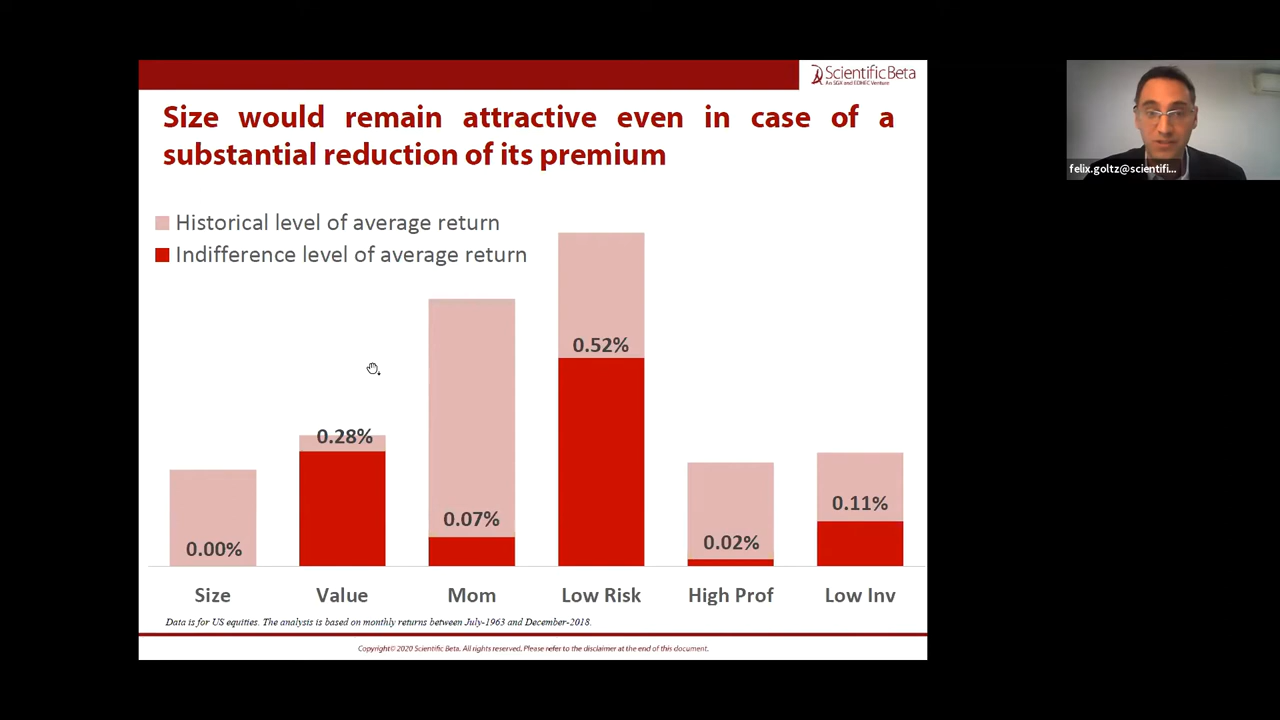 ScientificBeta
An SGX and EDHEC Venture
Size would remain attractive even in case of a
substantial reduction of its premium
felix.goltz@scientifi...
Historical level of average return
Indifference level of average return
0.52%
0.28%
0.07%
0.11%
0.00%
0.02%
Size Value Mom Low Risk High Prof Low Inv
Data is for US equities. The analysis is based on monthly returns between July-1963 and December-2018.
Copyright© 2020 Scientific Beta. All rights reserved. Please refer to the disclaimer at the end of this document.